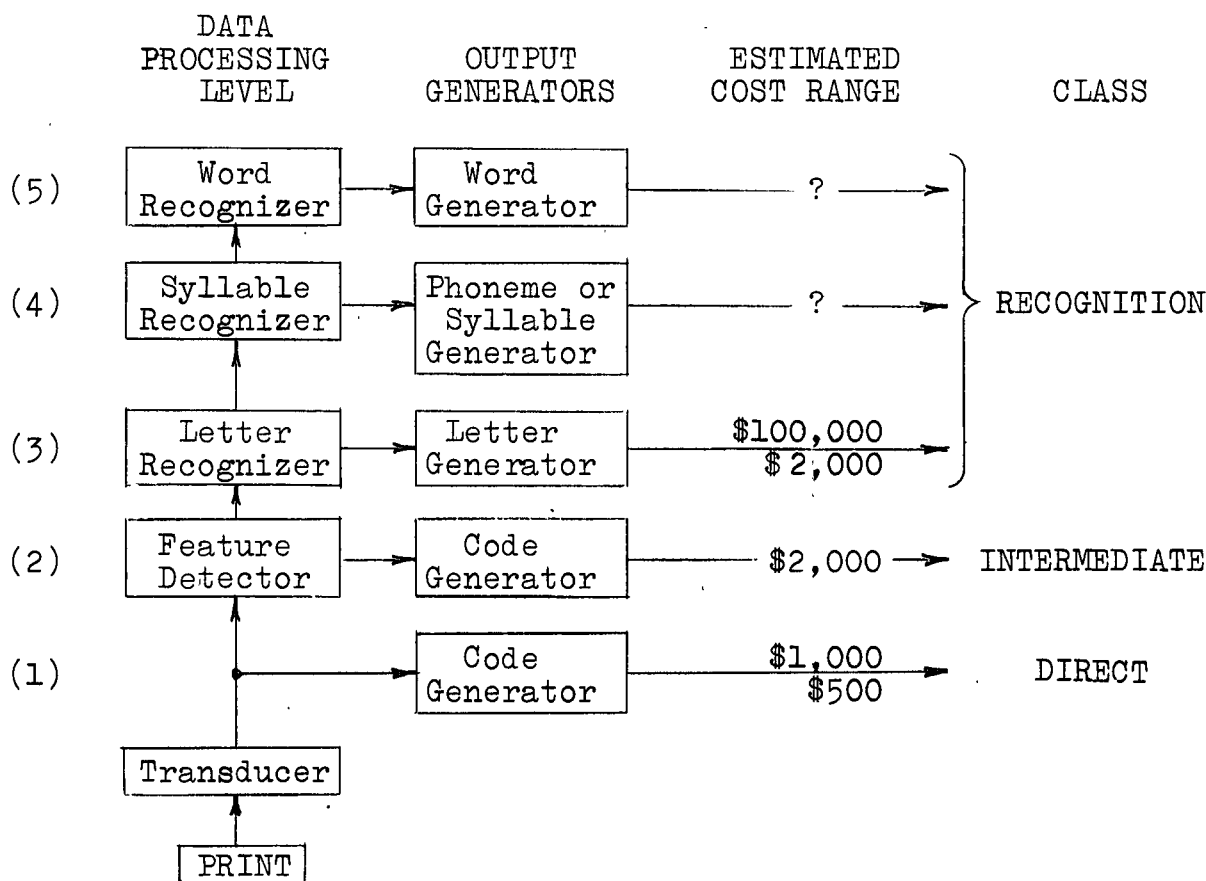 DATA
PROCESSING
LEVEL
OUTPUT
GENERATORS
ESTIMATED
COST RANGE
CLASS
(5)
Word
Recognizer
Word
Generator
?
(4)
Syllable
Recognizer
Phoneme or
Syllable
Generator
?
RECOGNITION
(3)
Letter
Recognizer
Letter
Generator
$100,000
$2,000
(2)
Feature
Detector
Code
Generator
$2,000
INTERMEDIATE
(1)
Code
Generator
$1,000
$500
DIRECT
Transducer
PRINT